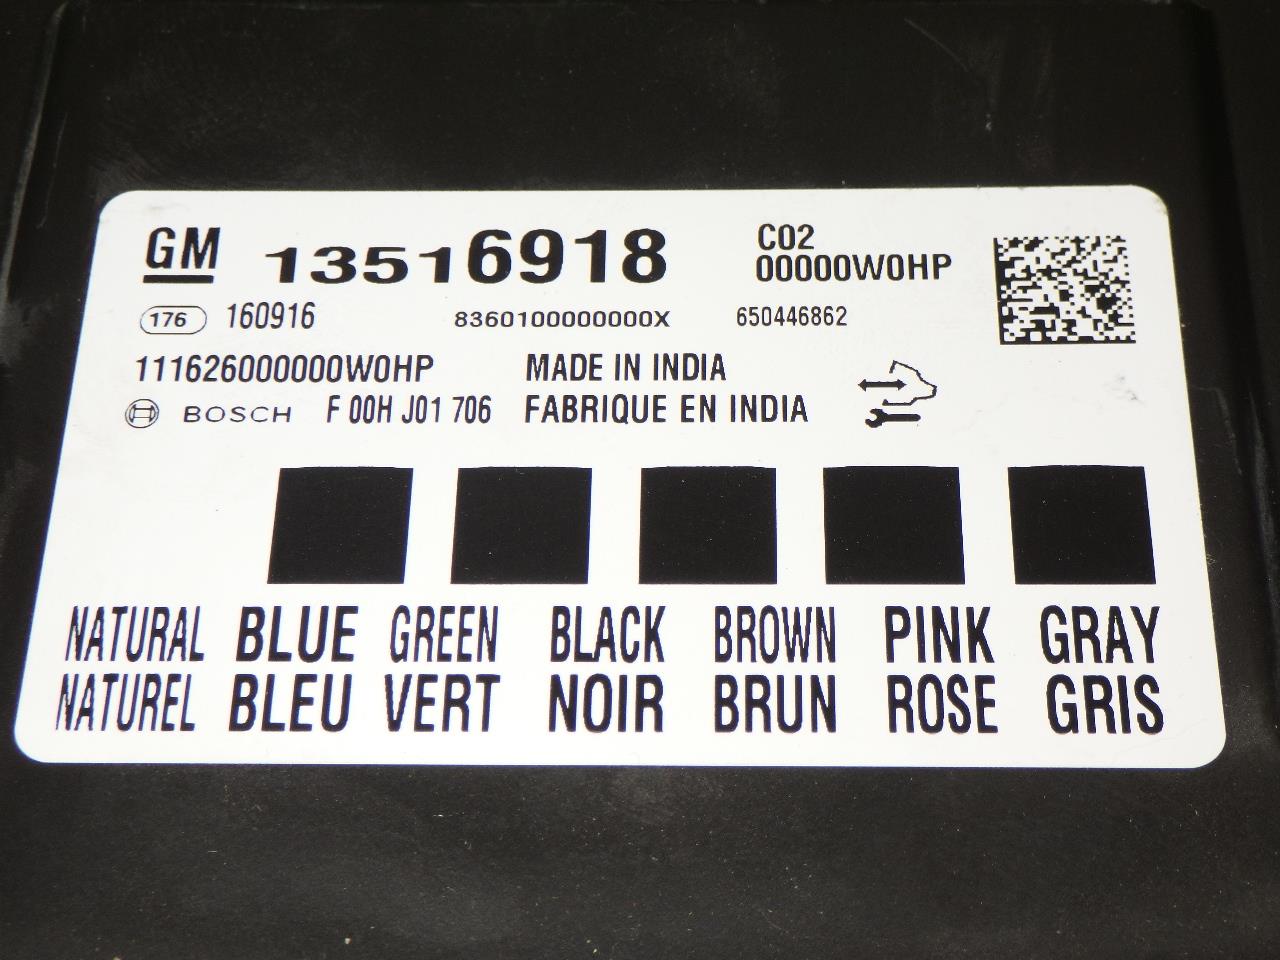 GM 13516918 C02
00000W0HP
176 160916 8360100000000X 650446862
111626000000W0HP MADE IN INDIA
BOSCH F 00H J01 706 FABRIQUE EN INDIA
NATURAL BLUE GREEN BLACK BROWN PINK GRAY
NATUREL BLEU VERT NOIR BRUN ROSE GRIS